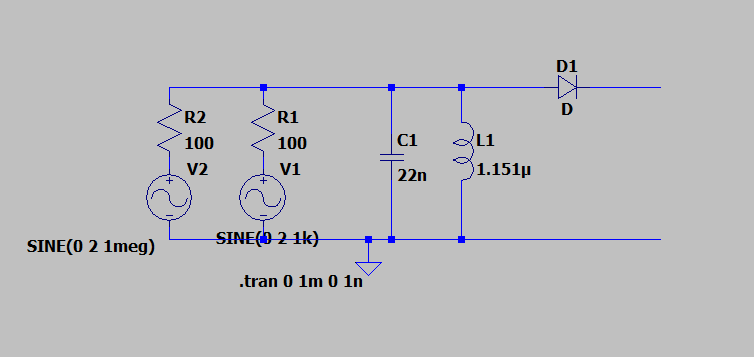 D1
D
R2
100
R1
100
C1
22n
L1
1.151µ
V2
V1
SINE(0 2 1meg)
SINE(0 2 1k)
.tran 0 1m 0 1n